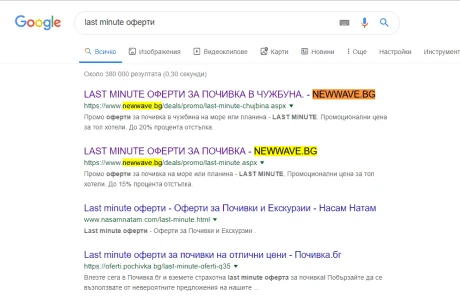 Google
last minute оферти
Всичко Изображения Видеоклипове Карти Новини Още Настройки Инструмент
Около 380 000 резултата (0,30 секунди)
LAST MINUTE ОФЕРТИ ЗА ПОЧИВКА В ЧУЖБИНА. - NEWWAVE.BG
https://www.newwave.bg/deals/promo/last-minute-chujbina.aspx
Промо оферти за почивка в чужбина на море или планина - LAST MINUTE. Промоционални цени
за топ хотели. До 20% процента отстъпка.
LAST MINUTE ОФЕРТИ ЗА ПОЧИВКА - NEWWAVE.BG
https://www.newwave.bg/deals/promo/last-minute.aspx
Промо оферти за почивка на море или планина - LAST MINUTE. Промоционални цени за топ
хотели. До 15% процента отстъпка.
Last minute оферти - Оферти за Почивки и Екскурзии - Насам Натам
www.nasamnatam.com/last-minute.html
Last minute оферти - Оферти за Почивки и Екскурзии .
Last minute оферти за почивки на отлични цени - Почивка.бг
https://oferti.pochivka.bg/last-minute-oferti-q35
Влезте сега в Почивка.бг и вземете страхотна last minute оферта за почивка! Побързайте да се
възползвате от невероятните предложения на нашите ...